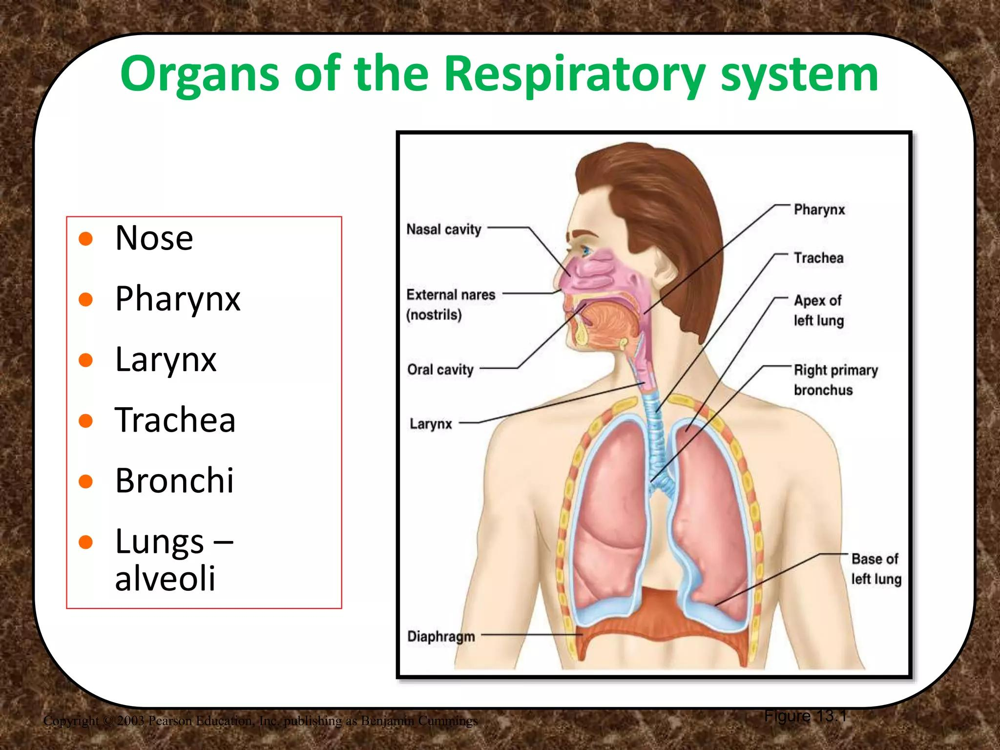 Organs of the Respiratory system
• Nose
• Pharynx
• Larynx
• Trachea
• Bronchi
• Lungs –
alveoli
Nasal cavity
External nares
(nostrils)
Oral cavity
Larynx
Diaphragm
Pharynx
Trachea
Apex of
left lung
Right primary
bronchus
Base of
left lung
Copyright © 2003 Pearson Education, Inc. publishing as Benjamin Cummings
Figure 13.1